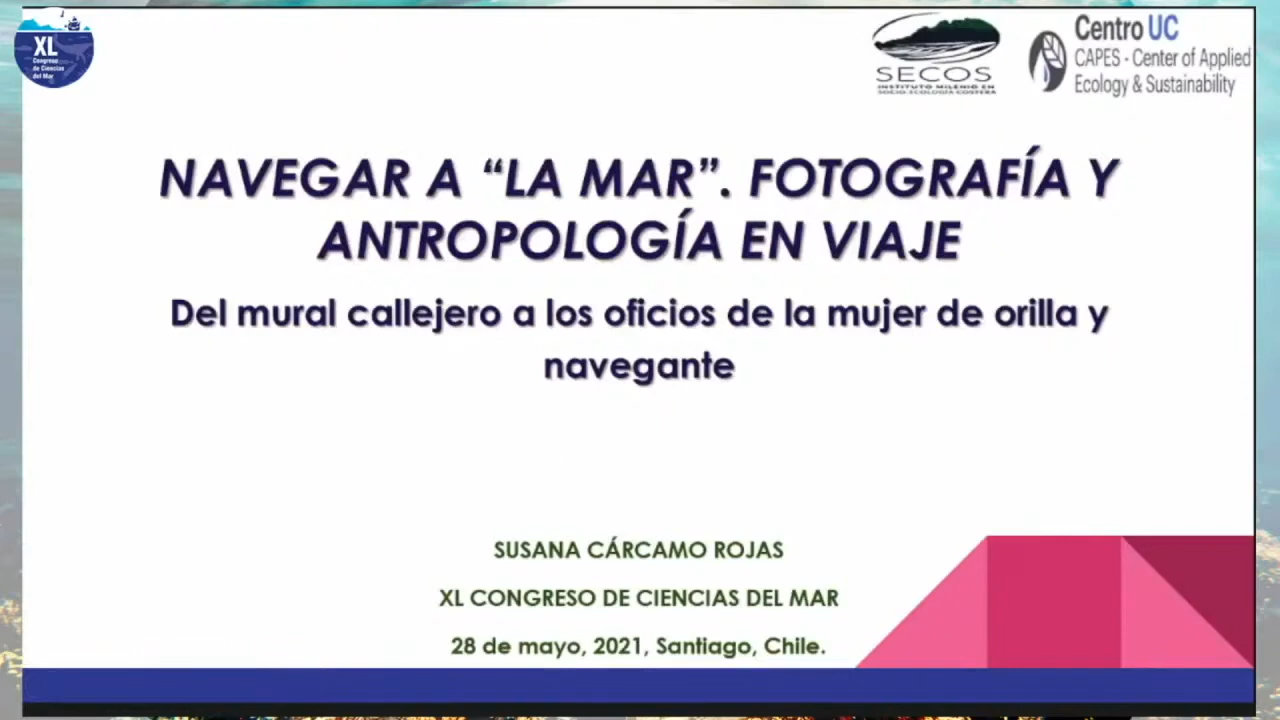 XL
Congreso
de Ciencias
del Mar
SECOS
INSTITUTO MILENIO EN
SOCIO-ECOLOGÍA COSTERA
Centro UC
CAPES - Center of Applied
Ecology & Sustainability
NAVEGAR A “LA MAR”. FOTOGRAFÍA Y
ANTROPOLOGÍA EN VIAJE
Del mural callejero a los oficios de la mujer de orilla y
navegante
SUSANA CÁRCAMO ROJAS
XL CONGRESO DE CIENCIAS DEL MAR
28 de mayo, 2021, Santiago, Chile.